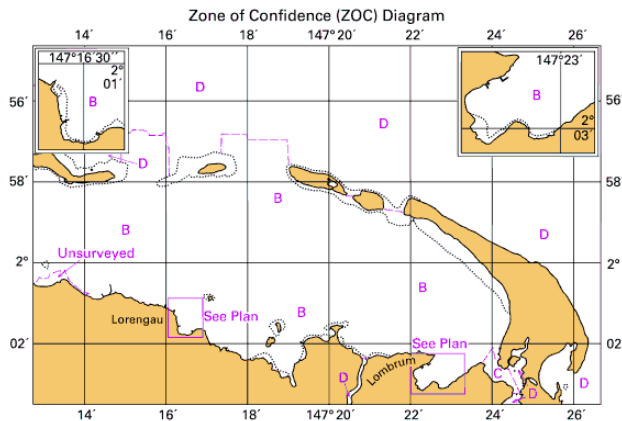 Zone of Confidence (ZOC) Diagram
14′ 16′ 18′ 147°20′ 22′ 24′ 26′
147°16′30″
2°
01′
B
147°23′
B
2°
03′
D
D
D
D
B
B
B
B
D
C
D
D
56′
56′
58′
58′
2°
2°
02′
02′
Unsurveyed
Lorengau
See Plan
See Plan
Lombrum
14′ 16′ 18′ 147°20′ 22′ 24′ 26′